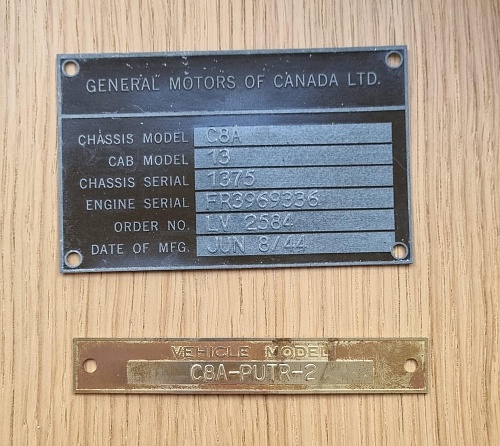 GENERAL MOTORS OF CANADA LTD.
CHASSIS MODEL C8A
CAB MODEL 13
CHASSIS SERIAL 1375
ENGINE SERIAL FR3969336
ORDER NO. LV 2584
DATE OF MFG. JUN 8/44
VEHICLE MODEL
C8A-PUTR-2